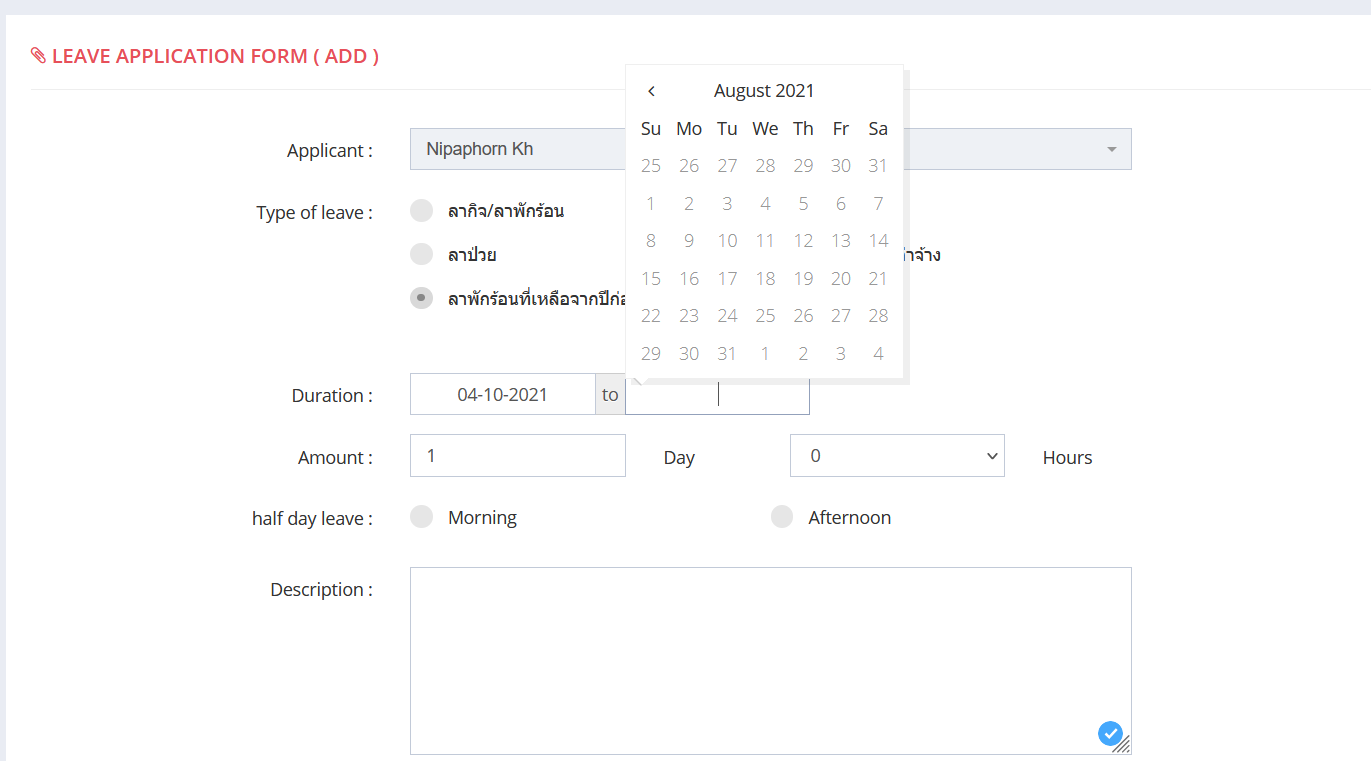 LEAVE APPLICATION FORM ( ADD )
Applicant :
Nipaphorn Kh
Type of leave :
ลากิจ/ลาพักร้อน
ลาป่วย
ลาพักร้อนที่เหลือจากปีก่อ
August 2021
Su Mo Tu We Th Fr Sa
25 26 27 28 29 30 31
1 2 3 4 5 6 7
8 9 10 11 12 13 14
15 16 17 18 19 20 21
22 23 24 25 26 27 28
29 30 31 1 2 3 4
Duration :
04-10-2021 to
Amount :
1 Day 0 Hours
half day leave :
Morning Afternoon
Description :